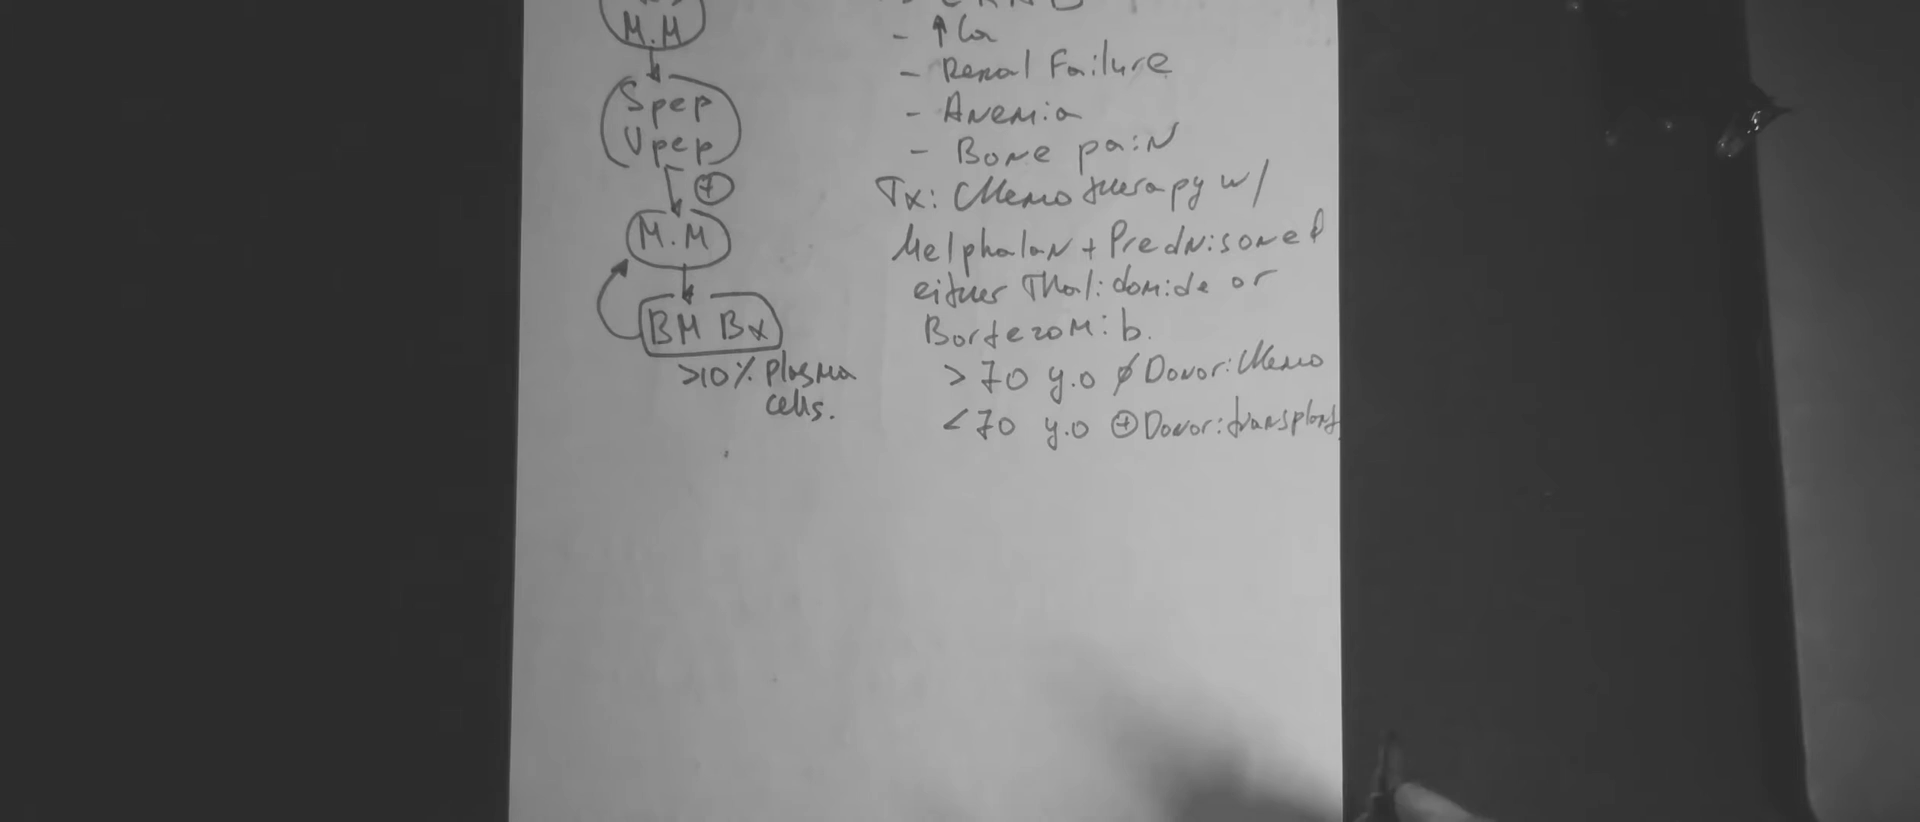 M.M
Spep
Upep
+
M.M
BM Bx
>10% plasma
cells.
- ↑ Ca
- Renal Failure
- Anemia
- Bone pain
Tx: Chemotherapy w/
Melphalan + Prednisone &
either Thalidomide or
Bortezomib.
> 70 y.o ∅ Donor: Chemo
< 70 y.o ⊕ Donor: transplant